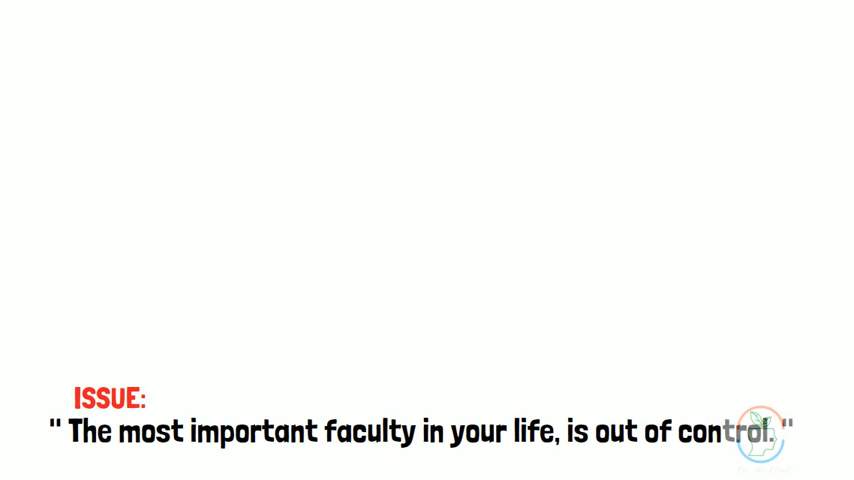 ISSUE:
" The most important faculty in your life, is out of control. "